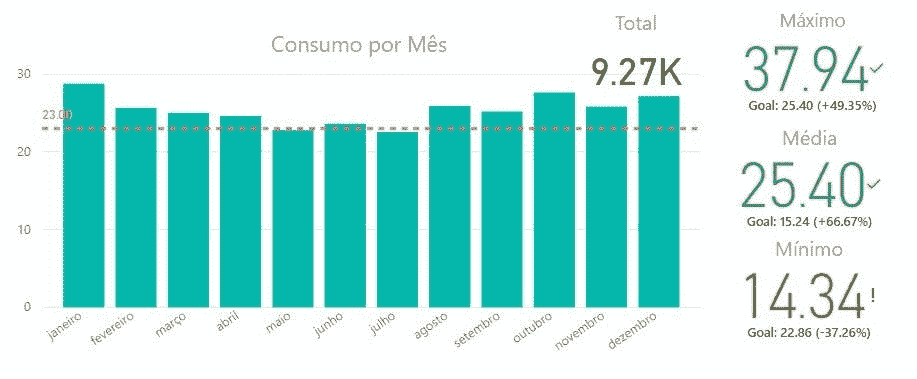 Consumo por Mês
Total
9.27K
30
20
10
0
23.00
janeiro
fevereiro
março
abril
maio
junho
julho
agosto
setembro
outubro
novembro
dezembro
Máximo
37.94
Goal: 25.40 (+49.35%)
Média
25.40
Goal: 15.24 (+66.67%)
Mínimo
14.34!
Goal: 22.86 (-37.26%)